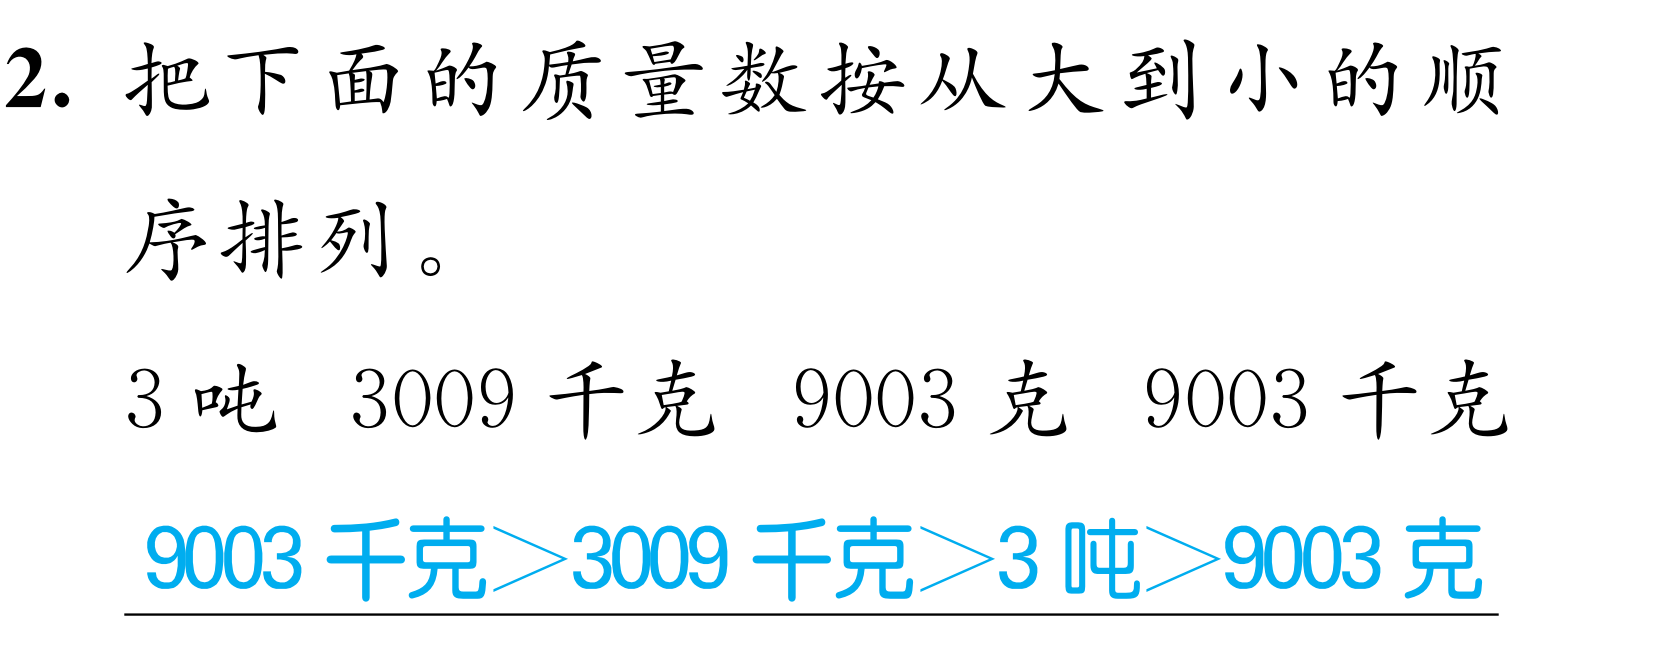 2. 把下面的质量数按从大到小的顺
序排列。
3 吨 3009 千克 9003 克 9003 千克
9003 千克>3009 千克>3 吨>9003 克